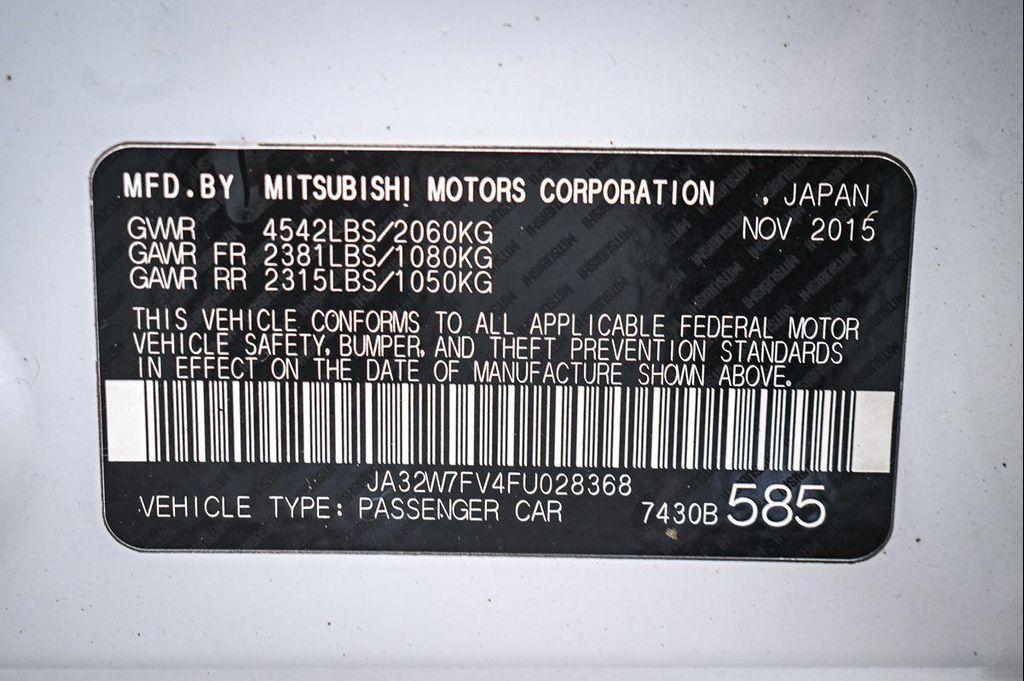 MFD.BY MITSUBISHI MOTORS CORPORATION , JAPAN
GWWR 4542LBS/2060KG NOV 2015
GAWR FR 2381LBS/1080KG
GAWR RR 2315LBS/1050KG
THIS VEHICLE CONFORMS TO ALL APPLICABLE FEDERAL MOTOR
VEHICLE SAFETY, BUMPER, AND THEFT PREVENTION STANDARDS
IN EFFECT ON THE DATE OF MANUFACTURE SHOWN ABOVE.
JA32W7FV4FU028368
VEHICLE TYPE: PASSENGER CAR 7430B 585